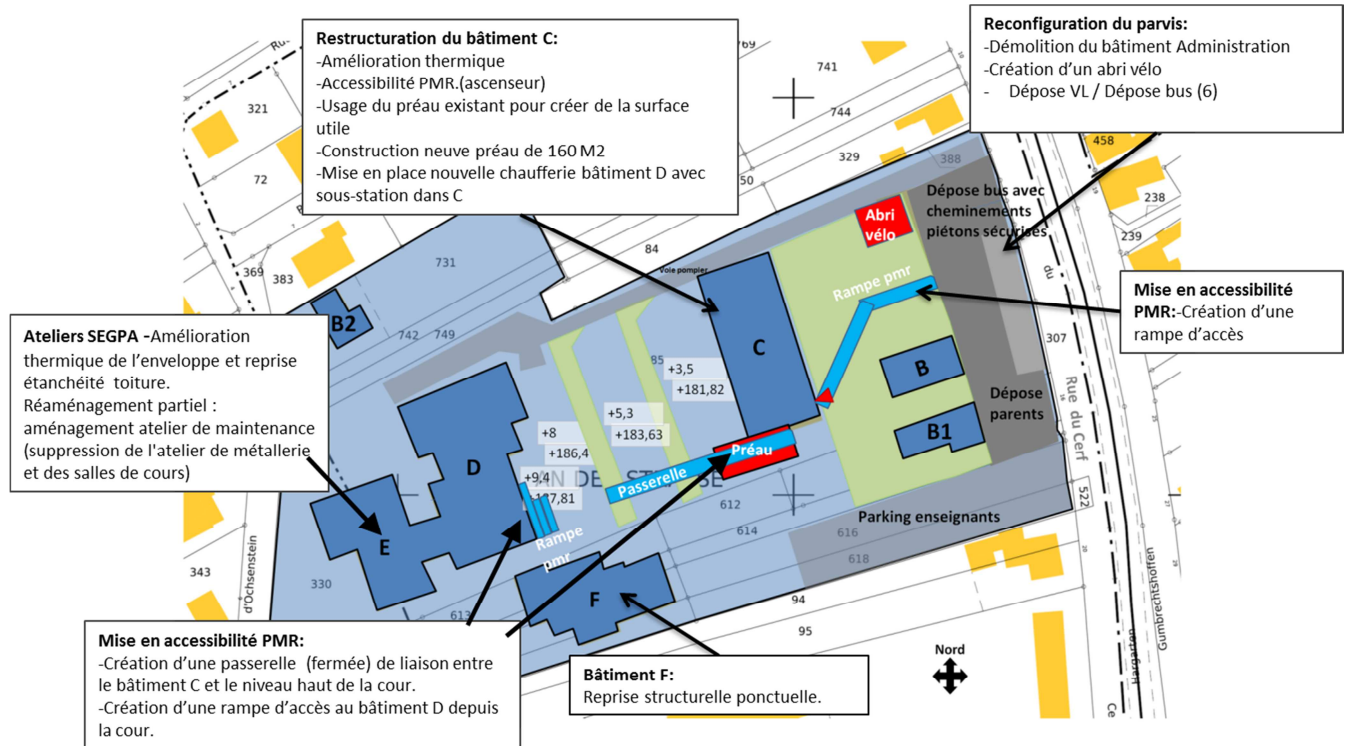 Restructuration du bâtiment C:
-Amélioration thermique
-Accessibilité PMR.(ascenseur)
-Usage du préau existant pour créer de la surface
utile
-Construction neuve préau de 160 M2
-Mise en place nouvelle chaufferie bâtiment D avec
sous-station dans C
Reconfiguration du parvis:
-Démolition du bâtiment Administration
-Création d’un abri vélo
- Dépose VL / Dépose bus (6)
Mise en accessibilité
PMR:-Création d’une
rampe d’accès
Ateliers SEGPA -Amélioration
thermique de l’enveloppe et reprise
étanchéité toiture.
Réaménagement partiel :
aménagement atelier de maintenance
(suppression de l'atelier de métallerie
et des salles de cours)
Mise en accessibilité PMR:
-Création d’une passerelle (fermée) de liaison entre
le bâtiment C et le niveau haut de la cour.
-Création d’une rampe d’accès au bâtiment D depuis
la cour.
Bâtiment F:
Reprise structurelle ponctuelle.
Nord
Dépose bus avec
cheminements
piétons sécurisés
Abri
vélo
Voie pompier
Rampe pmr
Dépose
parents
Parking enseignants
Passerelle
Préau
Rampe
pmr
B2
C
B
B1
D
E
F
+3,5
+181,82
+5,3
+183,63
+8
+186,4
+9,4
321
72
369
383
731
742
749
84
50
769
741
744
329
388
458
238
239
307
522
85
612
614
616
618
613
330
343
94
95
d'Ochsenstein
du
Rue du Cerf
Gumbrechtshoffen